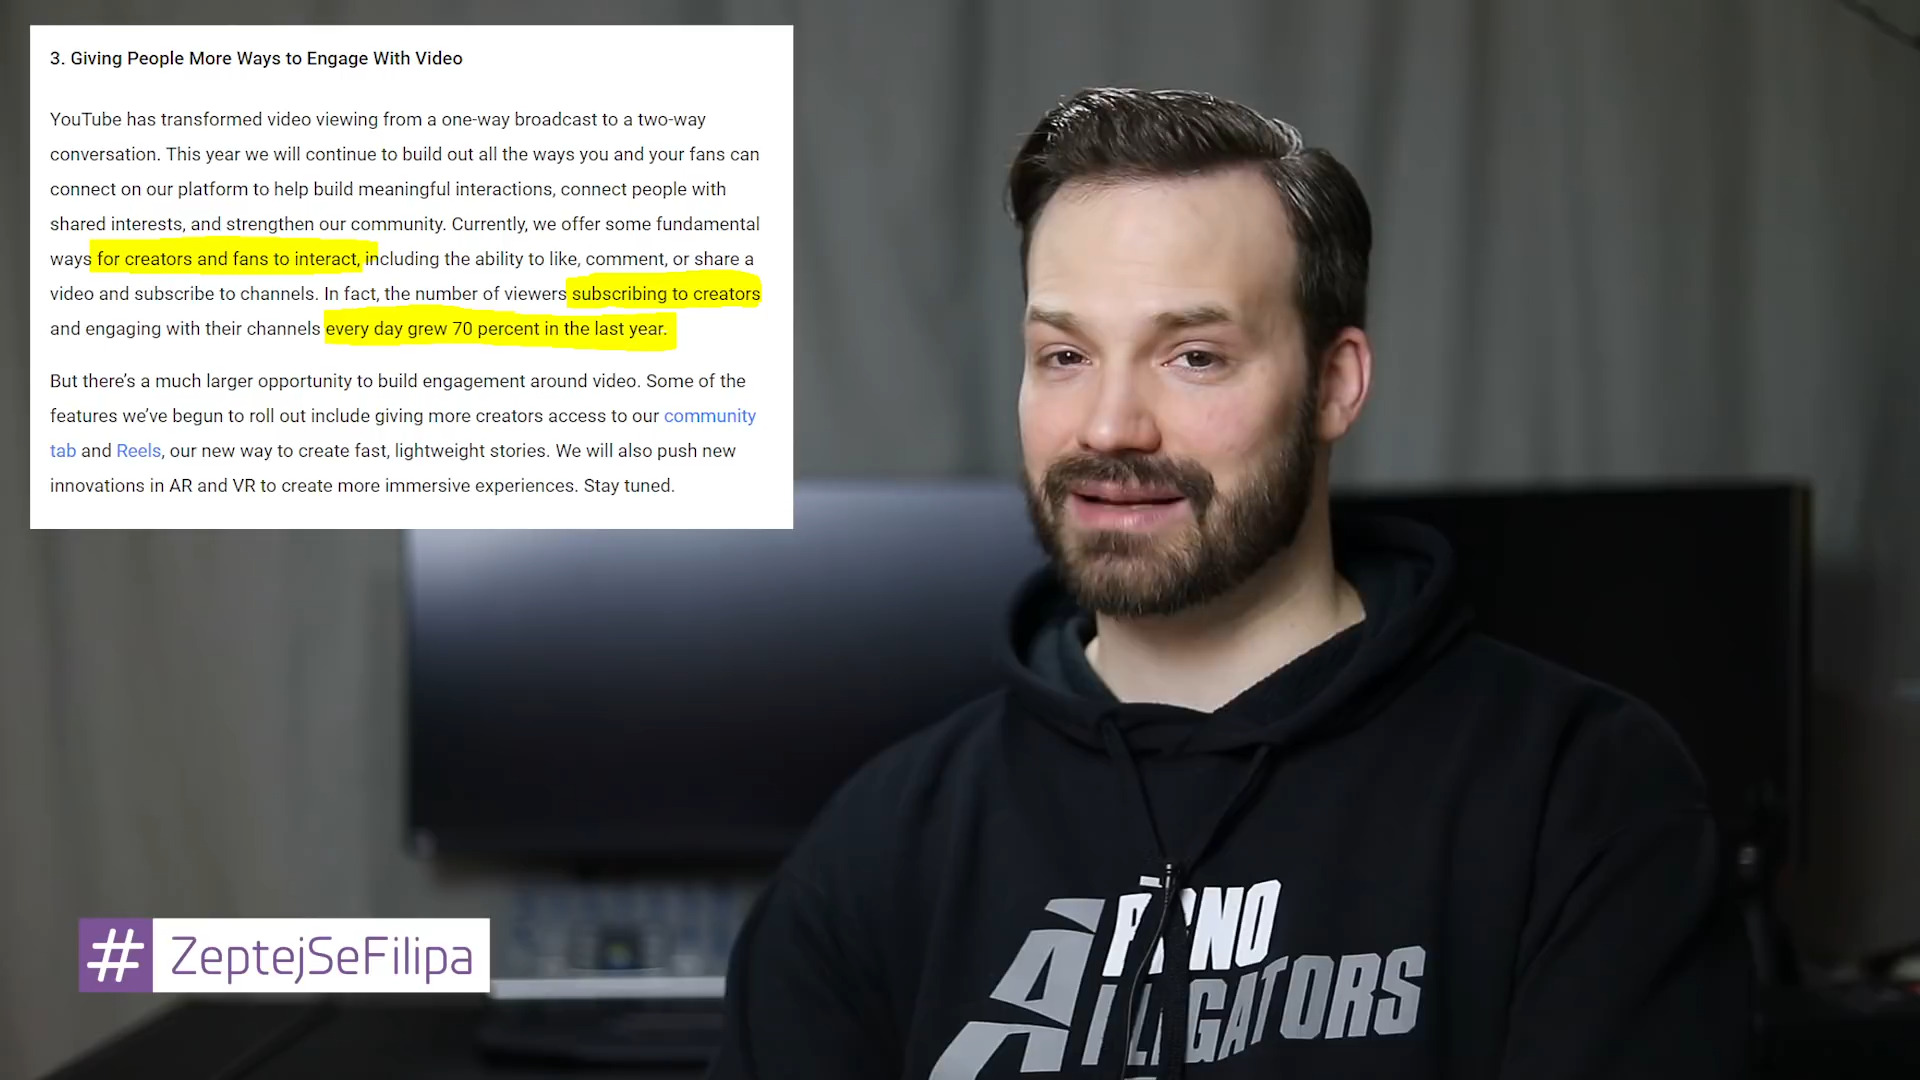 3. Giving People More Ways to Engage With Video
YouTube has transformed video viewing from a one-way broadcast to a two-way
conversation. This year we will continue to build out all the ways you and your fans can
connect on our platform to help build meaningful interactions, connect people with
shared interests, and strengthen our community. Currently, we offer some fundamental
ways for creators and fans to interact, including the ability to like, comment, or share a
video and subscribe to channels. In fact, the number of viewers subscribing to creators
and engaging with their channels every day grew 70 percent in the last year.
But there’s a much larger opportunity to build engagement around video. Some of the
features we’ve begun to roll out include giving more creators access to our community
tab and Reels, our new way to create fast, lightweight stories. We will also push new
innovations in AR and VR to create more immersive experiences. Stay tuned.
# ZeptejSeFilipa